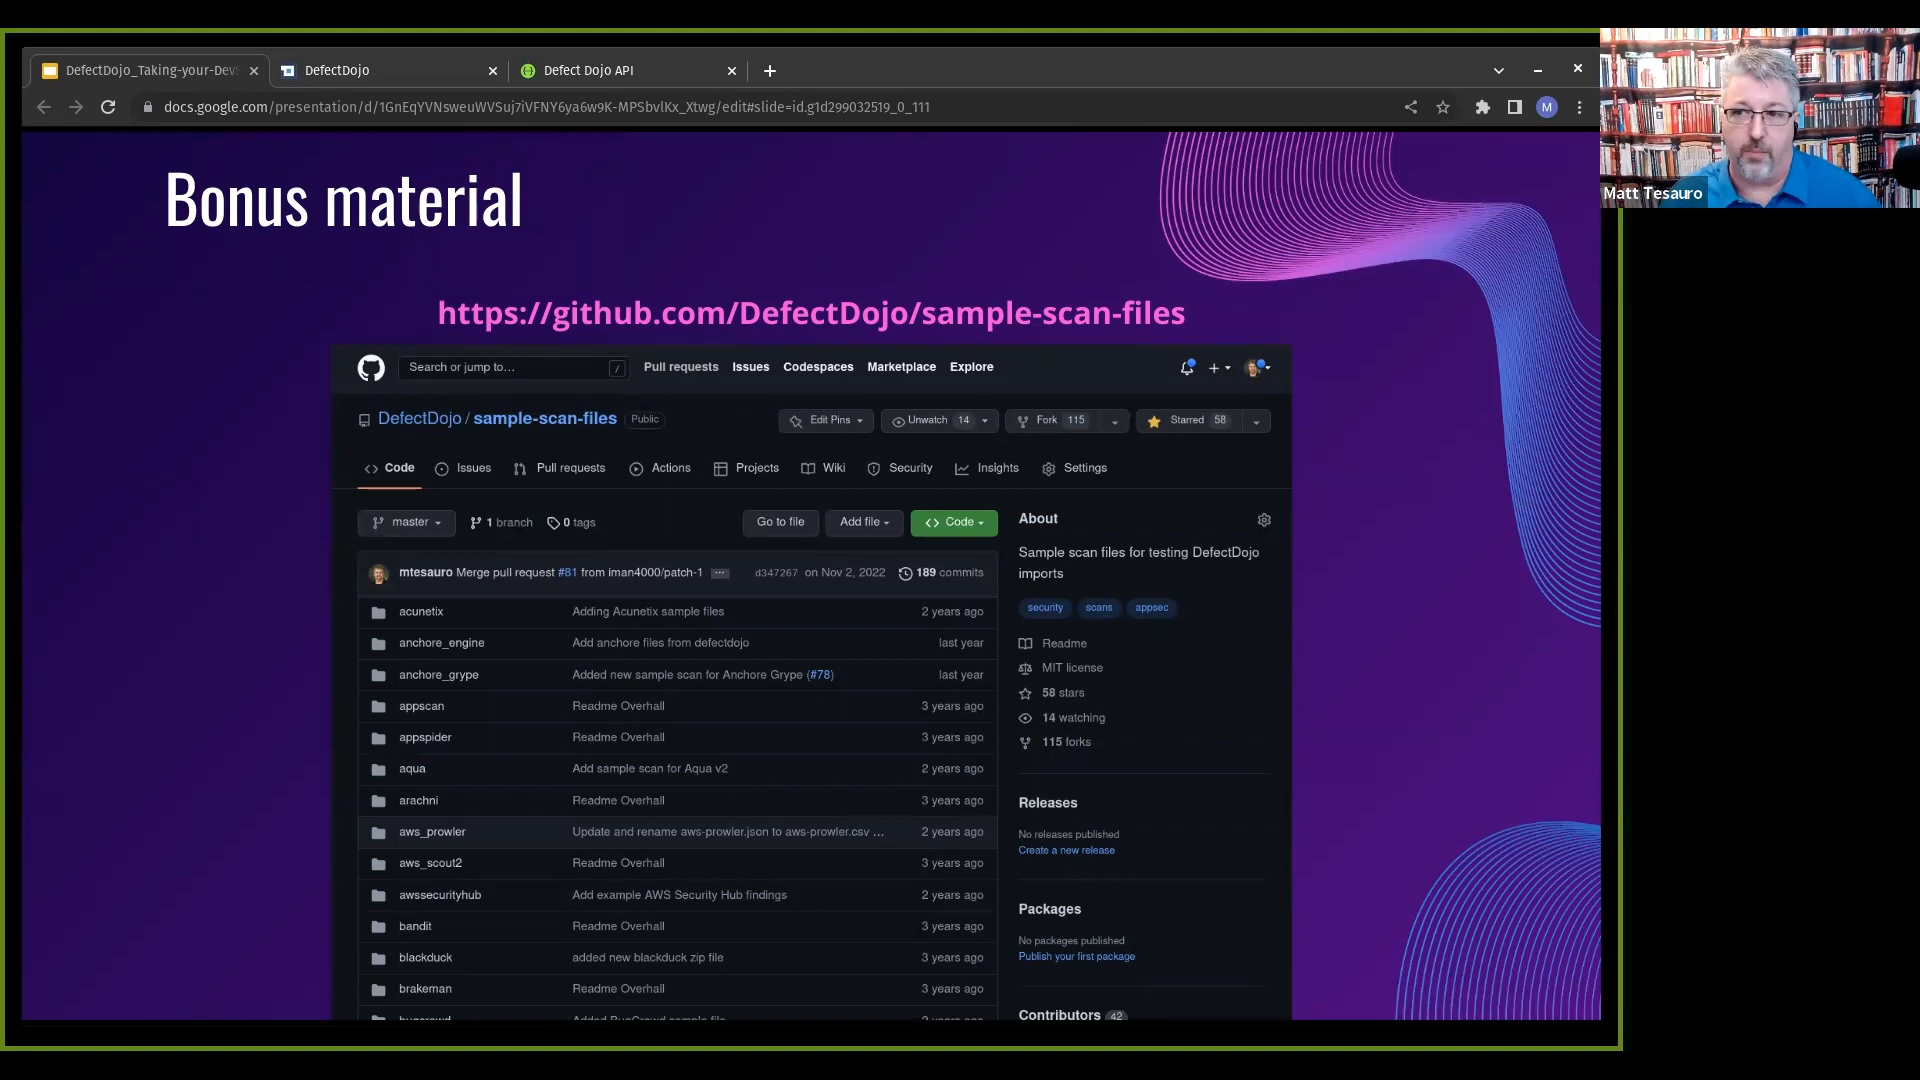 DefectDojo_Taking-your-Dev
DefectDojo
Defect Dojo API
docs.google.com/presentation/d/1GnEqYVNsweuWVSuj7iVFNY6ya6w9K-MPSbvlKx_Xtwg/edit#slide=id.g1d299032519_0_111
M
Matt Tesauro
Bonus material
https://github.com/DefectDojo/sample-scan-files
Search or jump to…
/
Pull requests
Issues
Codespaces
Marketplace
Explore
DefectDojo / sample-scan-files
Public
Edit Pins
Unwatch 14
Fork 115
Starred 58
Code
Issues
Pull requests
Actions
Projects
Wiki
Security
Insights
Settings
master
1 branch
0 tags
Go to file
Add file
Code
mtesauro Merge pull request #81 from iman4000/patch-1 ... d347267 on Nov 2, 2022 189 commits
acunetix Adding Acunetix sample files 2 years ago
anchore_engine Add anchore files from defectdojo last year
anchore_grype Added new sample scan for Anchore Grype (#78) last year
appscan Readme Overhall 3 years ago
appspider Readme Overhall 3 years ago
aqua Add sample scan for Aqua v2 2 years ago
arachni Readme Overhall 3 years ago
aws_prowler Update and rename aws-prowler.json to aws-prowler.csv … 2 years ago
aws_scout2 Readme Overhall 3 years ago
awssecurityhub Add example AWS Security Hub findings 2 years ago
bandit Readme Overhall 3 years ago
blackduck added new blackduck zip file 3 years ago
brakeman Readme Overhall 3 years ago
About
Sample scan files for testing DefectDojo
imports
security scans appsec
Readme
MIT license
58 stars
14 watching
115 forks
Releases
No releases published
Create a new release
Packages
No packages published
Publish your first package
Contributors 42